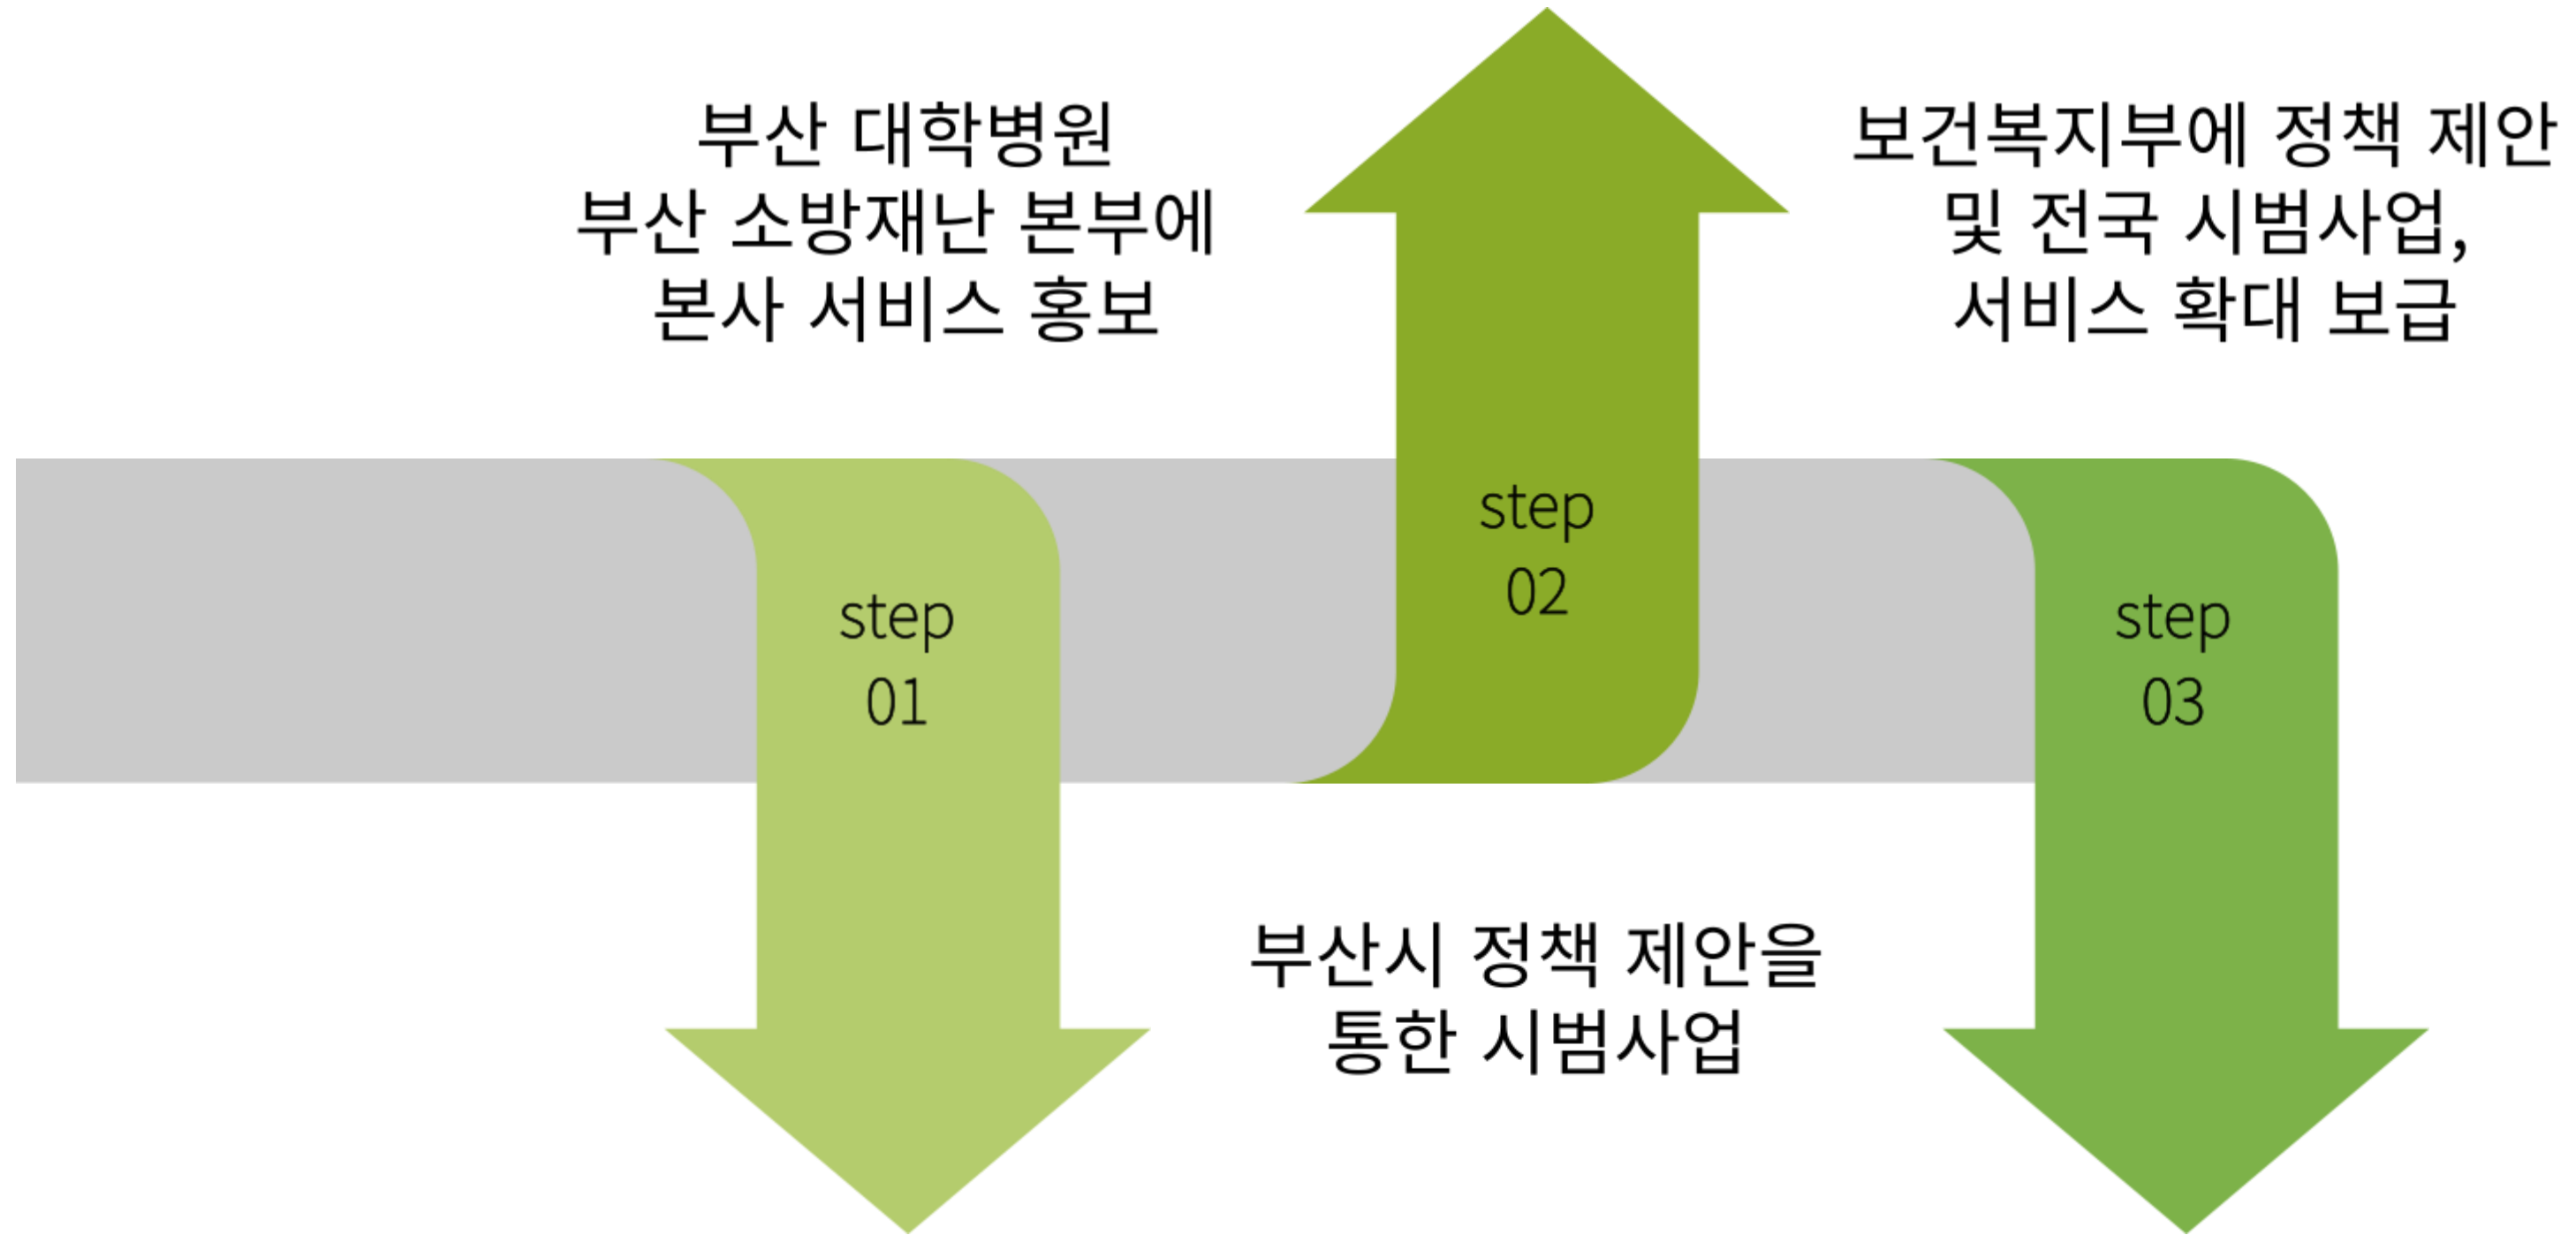 부산 대학병원
부산 소방재난 본부에
본사 서비스 홍보
step
01
step
02
부산시 정책 제안을
통한 시범사업
보건복지부에 정책 제안
및 전국 시범사업,
서비스 확대 보급
step
03